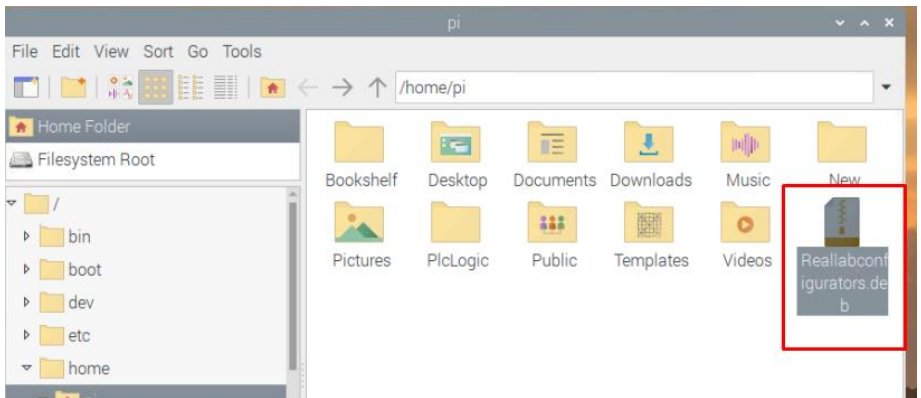 pi
File Edit View Sort Go Tools
/home/pi
Home Folder
Filesystem Root
/
bin
boot
dev
etc
home
Bookshelf Desktop Documents Downloads Music New
Pictures PlcLogic Public Templates Videos Reallabconf
igurators.de
b